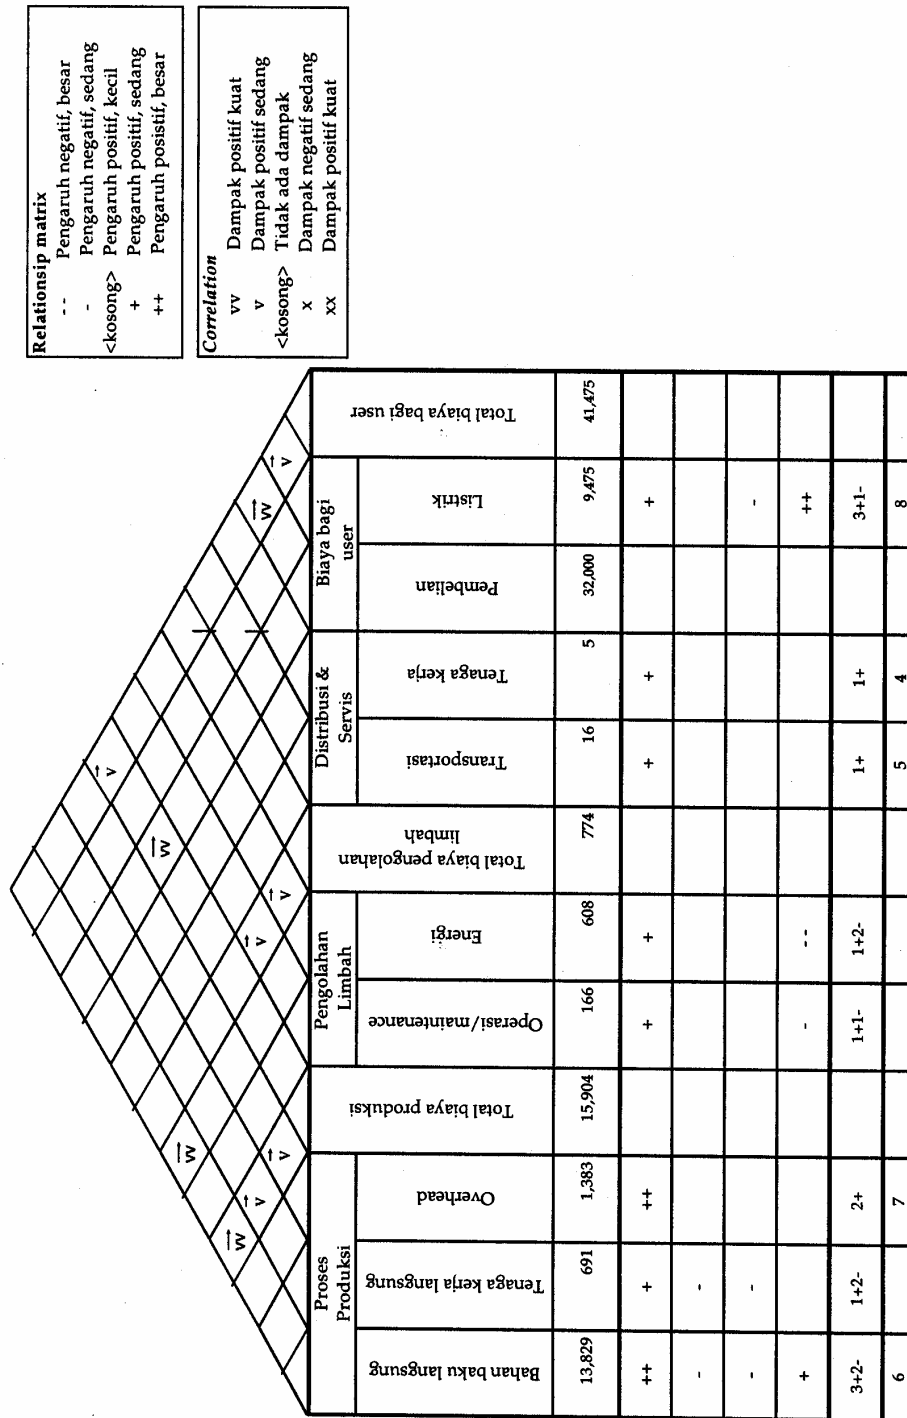 Relationsip matrix
- - Pengaruh negatif, besar
- Pengaruh negatif, sedang
<kosong> Pengaruh positif, kecil
+ Pengaruh positif, sedang
++ Pengaruh posistif, besar
Correlation
vv Dampak positif kuat
v Dampak positif sedang
<kosong> Tidak ada dampak
x Dampak negatif sedang
xx Dampak positif kuat
v
vv
vv
v
vv
v
vv
v
v
v
v
Proses Produksi
Pengolahan Limbah
Distribusi & Servis
Biaya bagi user
Bahan baku langsung
Tenaga kerja langsung
Overhead
Total biaya produksi
Operasi/maintenance
Energi
Total biaya pengolahan
limbah
Transportasi
Tenaga kerja
Pembelian
Listrik
Total biaya bagi user
13,829 691 1,383 15,904 166 608 774 16 5 32,000 9,475 41,475
++ + ++ + + + + +
- -
- - -
+ - - - ++
3+2- 1+2- 2+ 1+1- 1+2- 1+ 1+ 3+1-
6 7 5 4 8